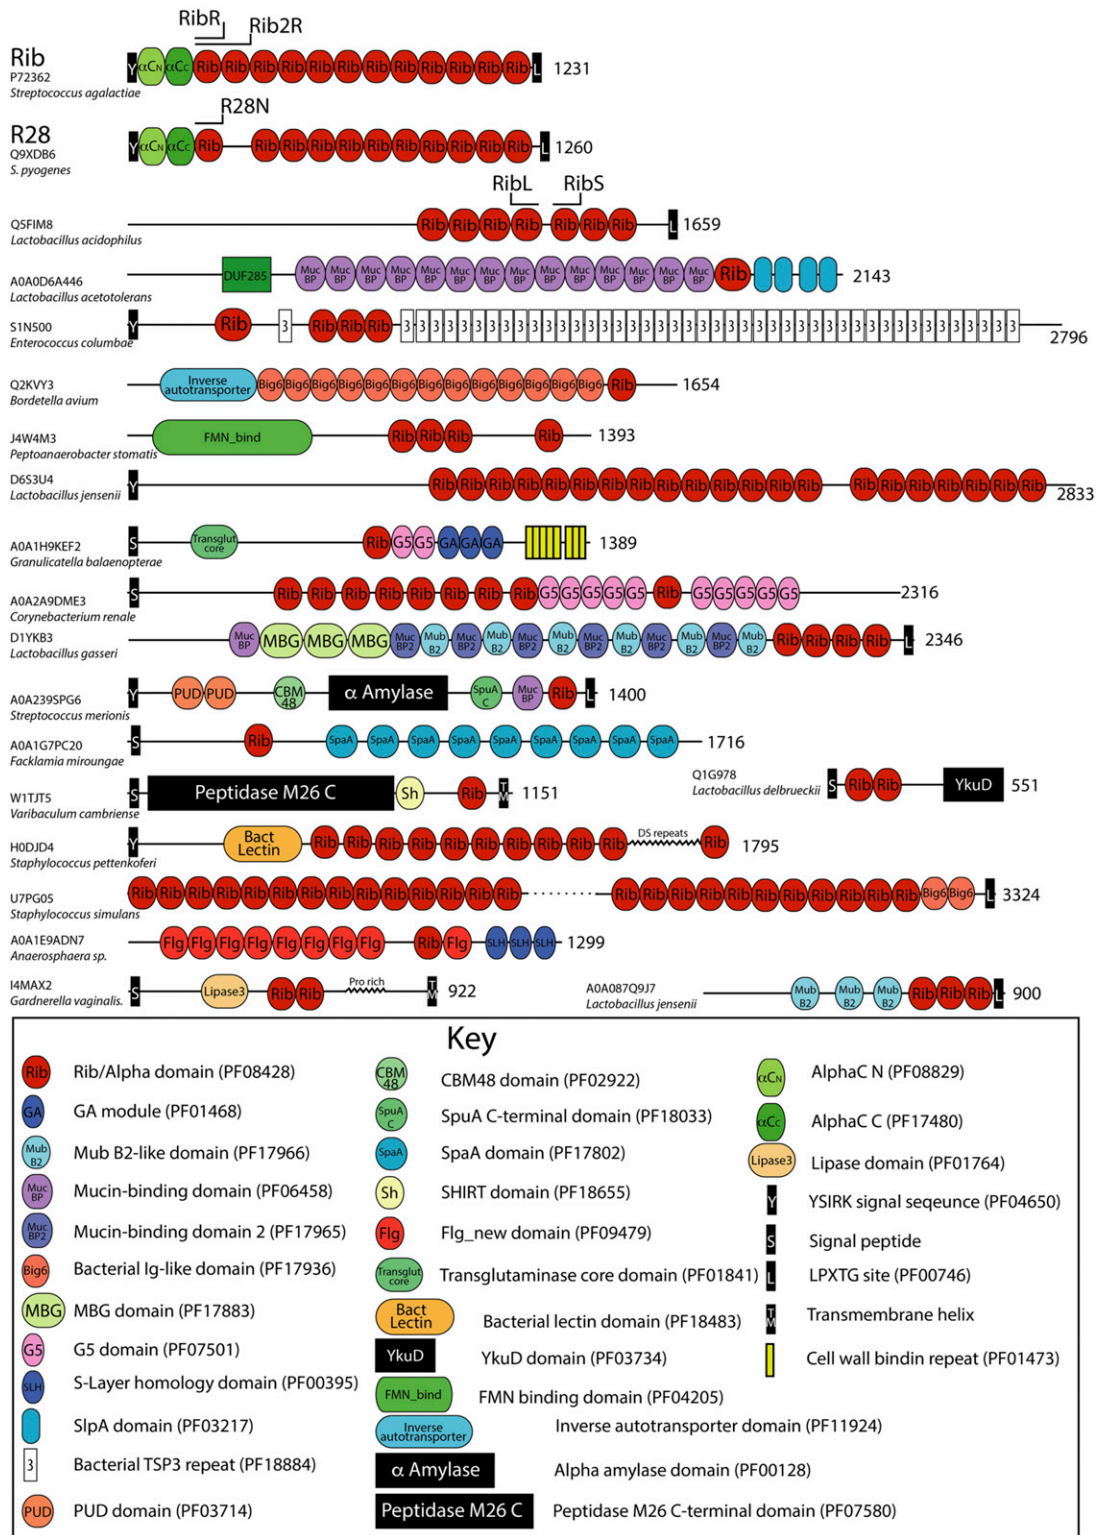 RibR
Rib2R
Rib
P72362
Streptococcus agalactiae
Y αCN αCC Rib Rib Rib Rib Rib Rib Rib Rib Rib Rib Rib Rib L 1231
R28N
R28
Q9XDB6
S. pyogenes
Y αCN αCC Rib Rib Rib Rib Rib Rib Rib Rib Rib Rib Rib L 1260
RibL RibS
Q5FIM8
Lactobacillus acidophilus
Rib Rib Rib Rib Rib Rib Rib L 1659
A0A0D6A446
Lactobacillus acetotolerans
DUF285 Muc BP Muc BP Muc BP Muc BP Muc BP Muc BP Muc BP Muc BP Muc BP Muc BP Muc BP Muc BP Muc BP Muc BP Rib 2143
S1N500
Enterococcus columbae
Y Rib 3 Rib Rib Rib 3 3 3 3 3 3 3 3 3 3 3 3 3 3 3 3 3 3 3 3 3 3 3 3 3 3 3 3 3 3 3 3 3 3 3 3 3 3 3 3 3 3 3 3 2796
Q2KVY3
Bordetella avium
Inverse autotransporter Big6 Big6 Big6 Big6 Big6 Big6 Big6 Big6 Big6 Big6 Big6 Big6 Big6 Rib 1654
J4W4M3
Peptoanaerobacter stomatis
FMN_bind Rib Rib Rib Rib 1393
D6S3U4
Lactobacillus jensenii
Y Rib Rib Rib Rib Rib Rib Rib Rib Rib Rib Rib Rib Rib Rib Rib Rib Rib Rib Rib Rib Rib 2833
A0A1H9KEF2
Granulicatella balaenopterae
S Transglut core Rib G5 G5 GA GA GA 1389
A0A2A9DME3
Corynebacterium renale
S Rib Rib Rib Rib Rib Rib Rib Rib G5 G5 G5 G5 G5 Rib G5 G5 G5 G5 G5 2316
D1YKB3
Lactobacillus gasseri
Muc BP MBG MBG MBG Muc BP2 Mub B2 Muc BP2 Mub B2 Muc BP2 Mub B2 Muc BP2 Mub B2 Muc BP2 Mub B2 Muc BP2 Mub B2 Rib Rib Rib Rib L 2346
A0A239SPG6
Streptococcus merionis
Y PUD PUD CBM 48 α Amylase SpuA C Muc BP Rib L 1400
A0A1G7PC20
Facklamia miroungae
S Rib SpaA SpaA SpaA SpaA SpaA SpaA SpaA SpaA SpaA 1716
W1TJT5
Varibaculum cambriense
S Peptidase M26 C Sh Rib TM 1151
Q1G978
Lactobacillus delbrueckii
S Rib Rib YkuD 551
H0DJD4
Staphylococcus pettenkoferi
Y Bact Lectin Rib Rib Rib Rib Rib Rib Rib Rib Rib Rib DS repeats Rib 1795
U7PG05
Staphylococcus simulans
Rib Rib Rib Rib Rib Rib Rib Rib Rib Rib Rib Rib Rib Rib Rib Rib Rib Rib Rib Rib Rib Rib Rib Rib Rib Big6 Big6 L 3324
A0A1E9ADN7
Anaerosphaera sp.
Flg Flg Flg Flg Flg Flg Flg Flg Rib Flg SLH SLH SLH 1299
I4MAX2
Gardnerella vaginalis.
S Lipase3 Rib Rib Pro rich TM 922
A0A087Q9J7
Lactobacillus jensenii
Mub B2 Mub B2 Mub B2 Rib Rib Rib L 900
Key
Rib Rib/Alpha domain (PF08428)
GA GA module (PF01468)
Mub B2 Mub B2-like domain (PF17966)
Muc BP Mucin-binding domain (PF06458)
Muc BP2 Mucin-binding domain 2 (PF17965)
Big6 Bacterial Ig-like domain (PF17936)
MBG MBG domain (PF17883)
G5 G5 domain (PF07501)
SLH S-Layer homology domain (PF00395)
SlpA domain (PF03217)
3 Bacterial TSP3 repeat (PF18884)
PUD PUD domain (PF03714)
CBM 48 CBM48 domain (PF02922)
SpuA C SpuA C-terminal domain (PF18033)
SpaA SpaA domain (PF17802)
Sh SHIRT domain (PF18655)
Flg Flg_new domain (PF09479)
Transglut core Transglutaminase core domain (PF01841)
Bact Lectin Bacterial lectin domain (PF18483)
YkuD YkuD domain (PF03734)
FMN_bind FMN binding domain (PF04205)
Inverse autotransporter Inverse autotransporter domain (PF11924)
α Amylase Alpha amylase domain (PF00128)
Peptidase M26 C Peptidase M26 C-terminal domain (PF07580)
αCN AlphaC N (PF08829)
αCC AlphaC C (PF17480)
Lipase3 Lipase domain (PF01764)
Y YSIRK signal seqeunce (PF04650)
S Signal peptide
L LPXTG site (PF00746)
TM Transmembrane helix
Cell wall bindin repeat (PF01473)